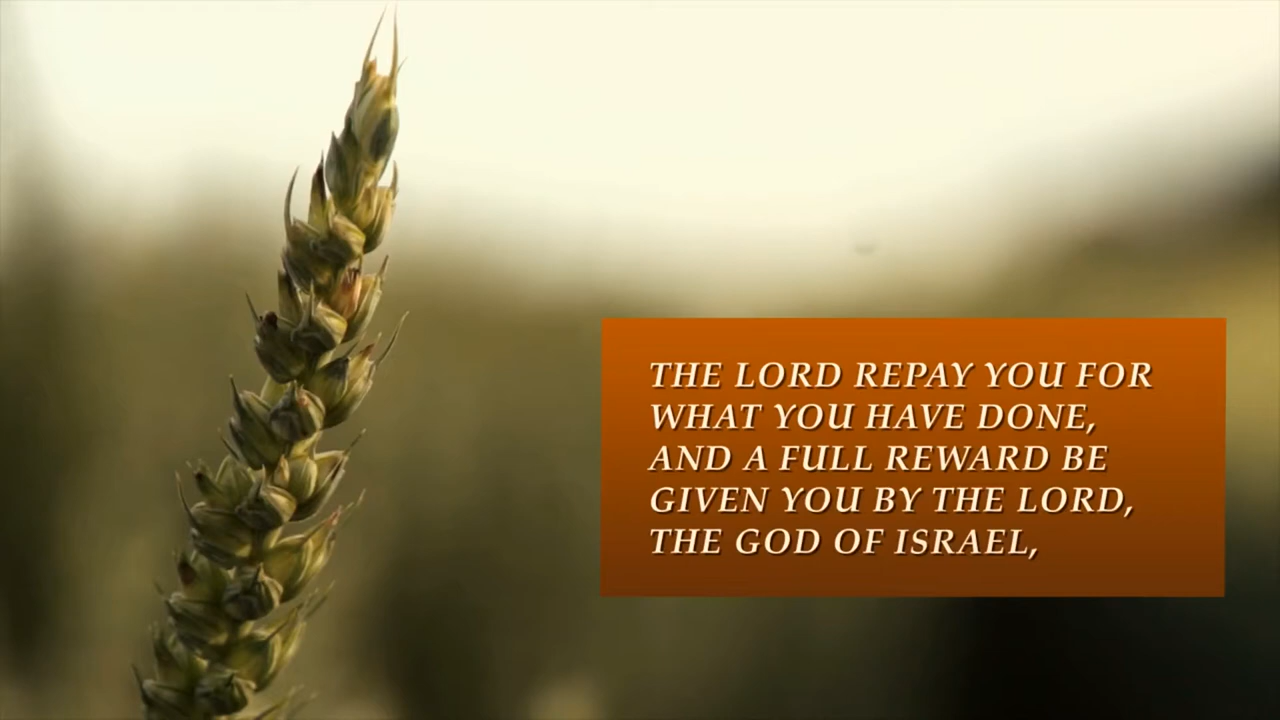 THE LORD REPAY YOU FOR
WHAT YOU HAVE DONE,
AND A FULL REWARD BE
GIVEN YOU BY THE LORD,
THE GOD OF ISRAEL,